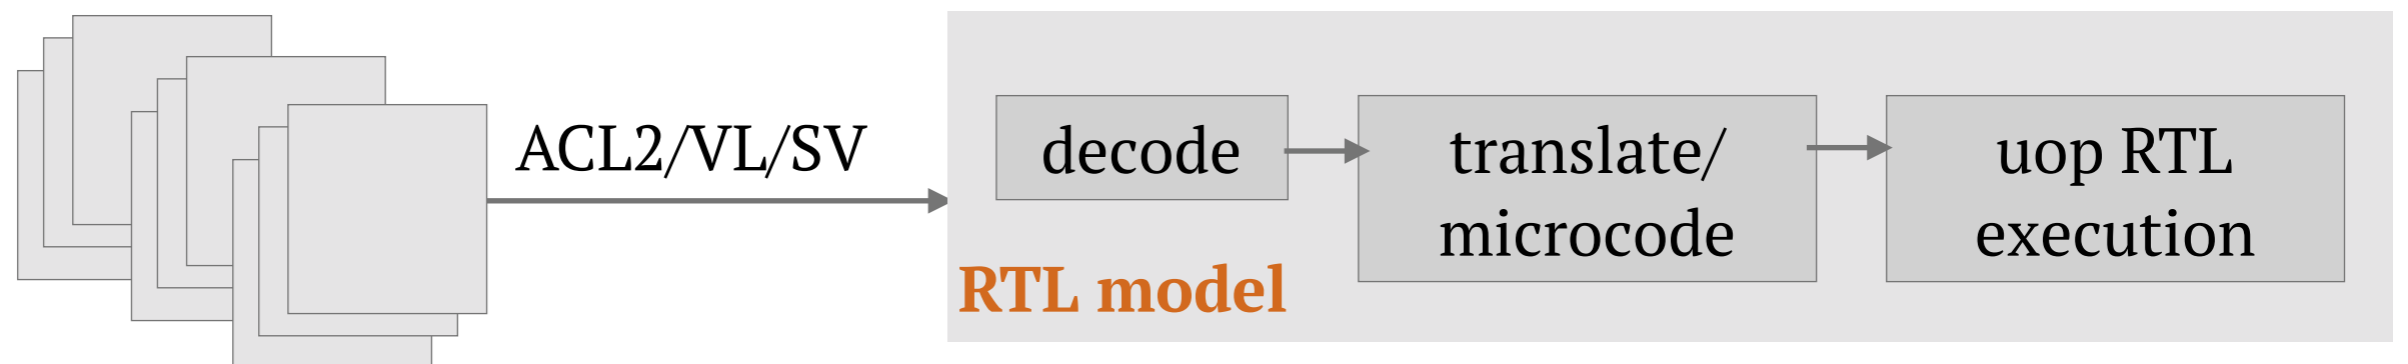 ACL2/VL/SV
decode
translate/
microcode
uop RTL
execution
RTL model